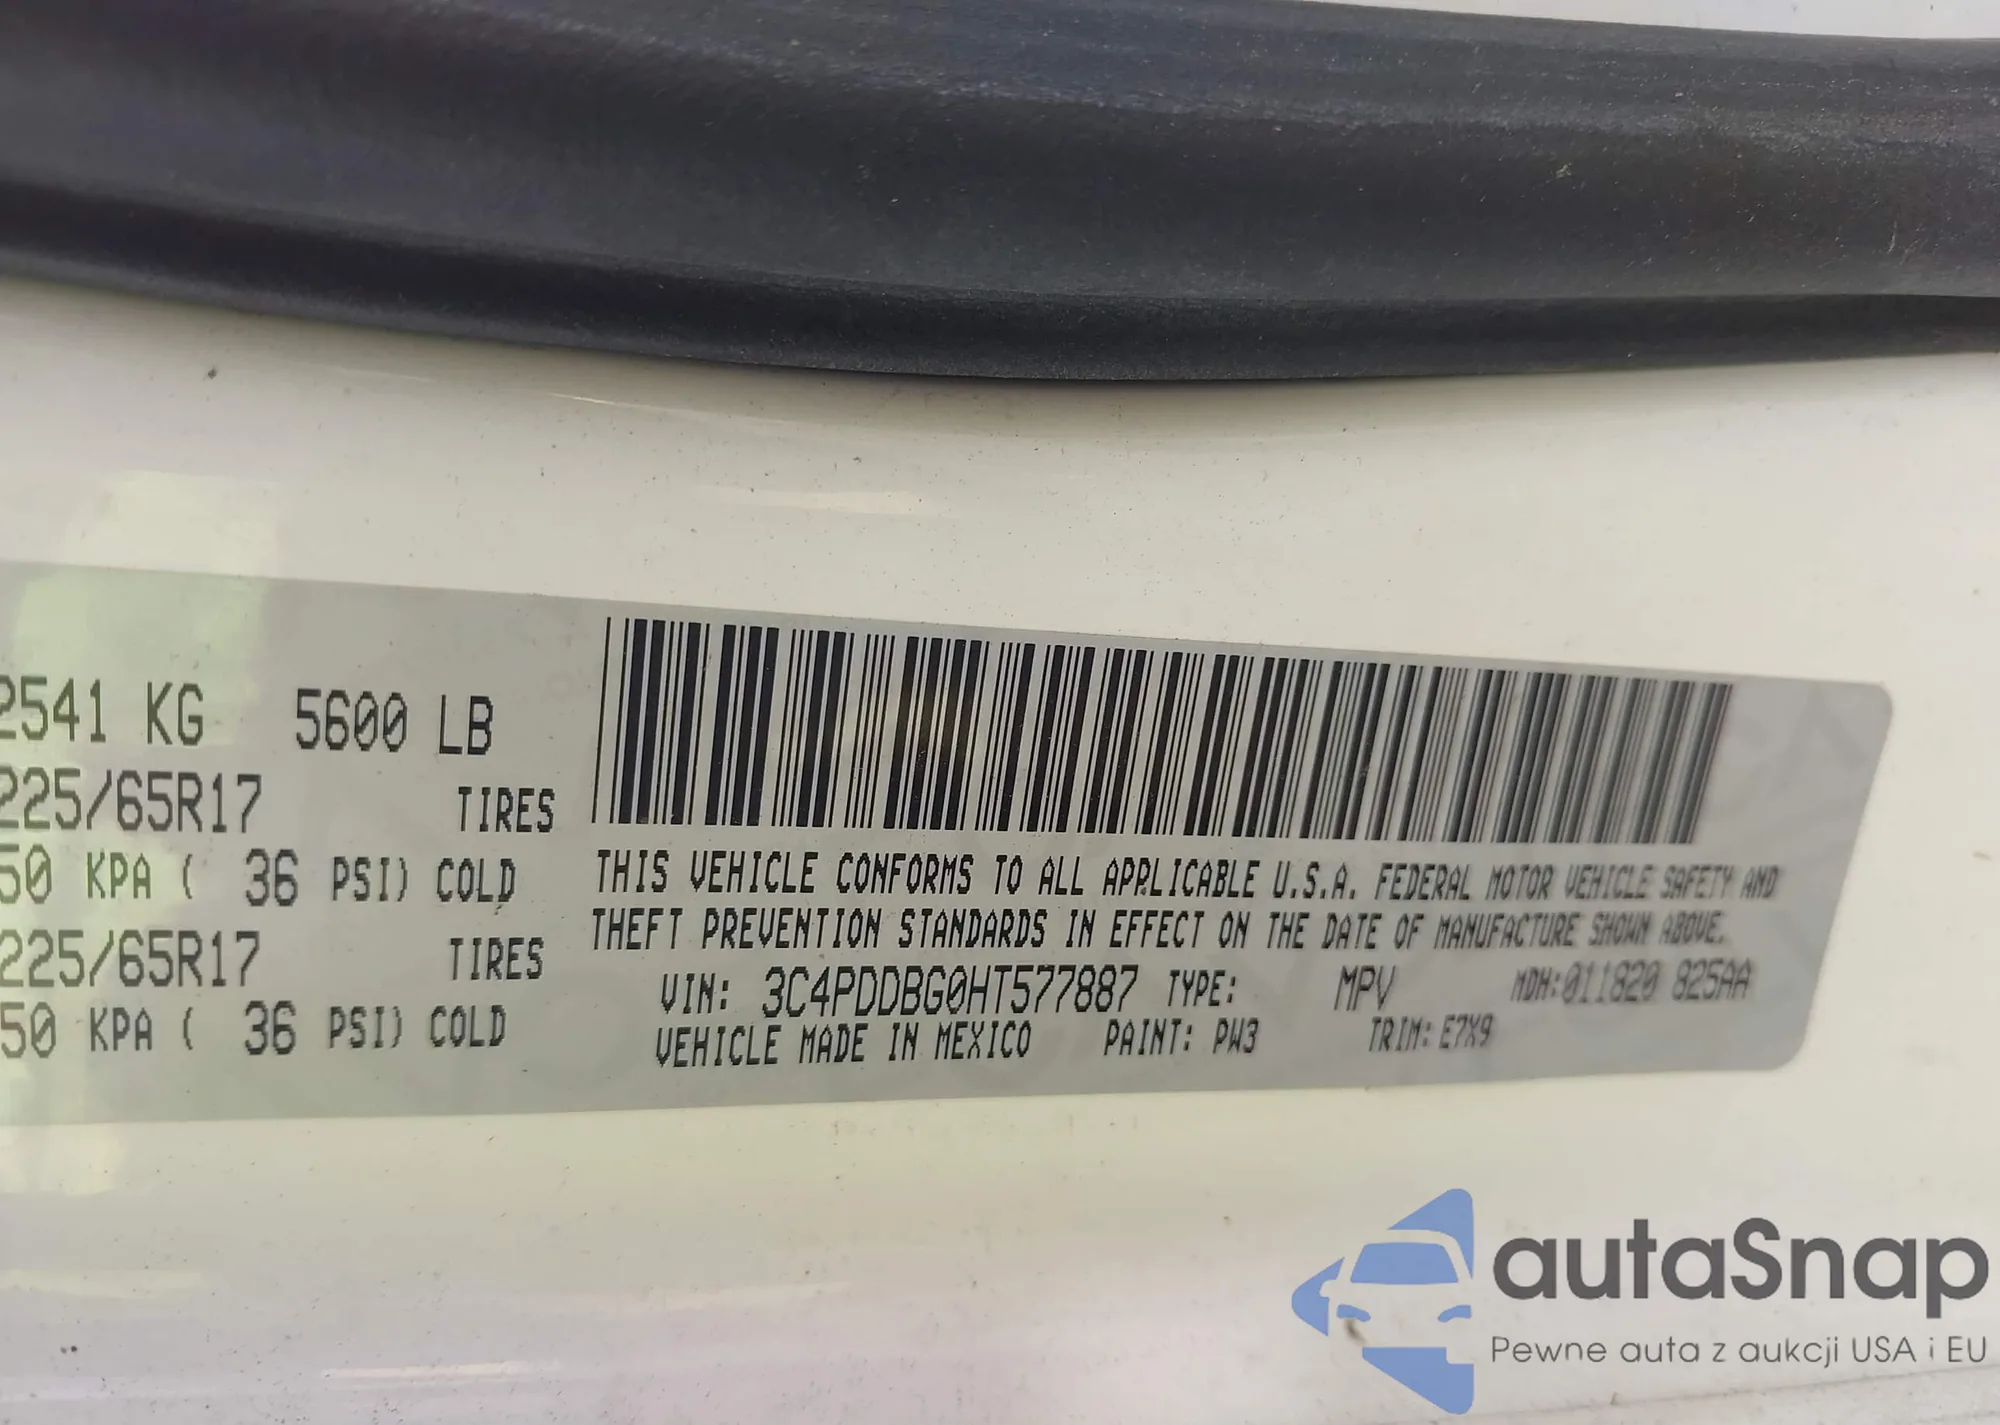 2541 KG 5600 LB
225/65R17 TIRES
50 KPA ( 36 PSI) COLD
225/65R17 TIRES
50 KPA ( 36 PSI) COLD
THIS VEHICLE CONFORMS TO ALL APPLICABLE U.S.A. FEDERAL MOTOR VEHICLE SAFETY AND
THEFT PREVENTION STANDARDS IN EFFECT ON THE DATE OF MANUFACTURE SHOWN ABOVE.
VIN: 3C4PDDBG0HT577887 TYPE: MPV MDH:011820 825AA
VEHICLE MADE IN MEXICO PAINT: PW3 TRIM: E7X9
autaSnap
Pewne auta z aukcji USA i EU